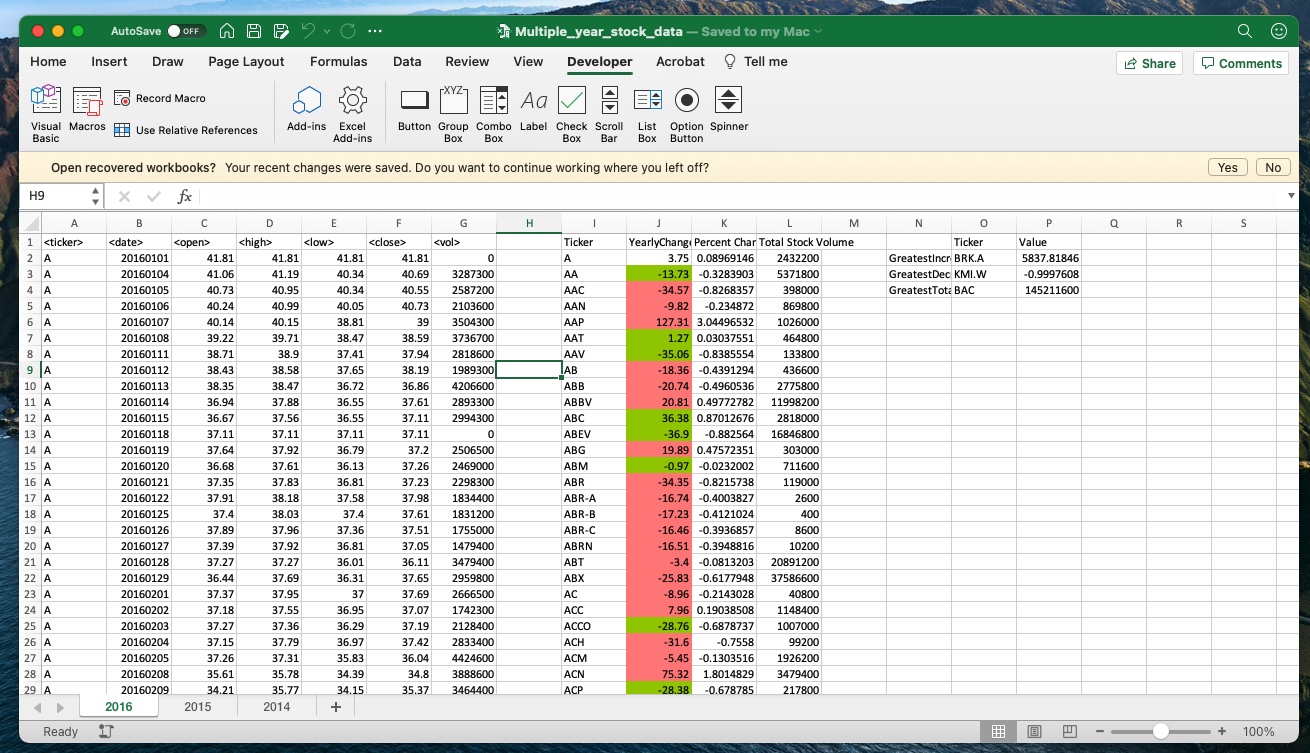 AutoSave OFF Multiple_year_stock_data — Saved to my Mac
Home Insert Draw Page Layout Formulas Data Review View Developer Acrobat Tell me Share Comments
Visual Basic Macros Record Macro Use Relative References Add-ins Excel Add-ins Button Group Box Combo Box Label Check Box Scroll Bar List Box Option Button Spinner
XYZ Aa
Open recovered workbooks? Your recent changes were saved. Do you want to continue working where you left off? Yes No
H9 fx
A B C D E F G H I J K L M N O P Q R S
1 <ticker> <date> <open> <high> <low> <close> <vol> Ticker YearlyChange Percent Char Total Stock Volume Ticker Value
2 A 20160101 41.81 41.81 41.81 41.81 0 A 3.75 0.08969146 2432200 GreatestIncr BRK.A 5837.81846
3 A 20160104 41.06 41.19 40.34 40.69 3287300 AA -13.73 -0.3283903 5371800 GreatestDec KMI.W -0.9997608
4 A 20160105 40.73 40.95 40.34 40.55 2587200 AAC -34.57 -0.8268357 398000 GreatestTota BAC 145211600
5 A 20160106 40.24 40.99 40.05 40.73 2103600 AAN -9.82 -0.234872 869800
6 A 20160107 40.14 40.15 38.81 39 3504300 AAP 127.31 3.04496532 1026000
7 A 20160108 39.22 39.71 38.47 38.59 3736700 AAT 1.27 0.03037551 464800
8 A 20160111 38.71 38.9 37.41 37.94 2818600 AAV -35.06 -0.8385554 133800
9 A 20160112 38.43 38.58 37.65 38.19 1989300 AB -18.36 -0.4391294 436600
10 A 20160113 38.35 38.47 36.72 36.86 4206600 ABB -20.74 -0.4960536 2775800
11 A 20160114 36.94 37.88 36.55 37.61 2893300 ABBV 20.81 0.49772782 11998200
12 A 20160115 36.67 37.56 36.55 37.11 2994300 ABC 36.38 0.87012676 2818000
13 A 20160118 37.11 37.11 37.11 37.11 0 ABEV -36.9 -0.882564 16846800
14 A 20160119 37.64 37.92 36.79 37.2 2506500 ABG 19.89 0.47572351 303000
15 A 20160120 36.68 37.61 36.13 37.26 2469000 ABM -0.97 -0.0232002 711600
16 A 20160121 37.35 37.83 36.81 37.23 2298300 ABR -34.35 -0.8215738 119000
17 A 20160122 37.91 38.18 37.58 37.98 1834400 ABR-A -16.74 -0.4003827 2600
18 A 20160125 37.4 38.03 37.4 37.61 1831200 ABR-B -17.23 -0.4121024 400
19 A 20160126 37.89 37.96 37.36 37.51 1755000 ABR-C -16.46 -0.3936857 8600
20 A 20160127 37.39 37.92 36.81 37.05 1479400 ABRN -16.51 -0.3948816 10200
21 A 20160128 37.27 37.27 36.01 36.11 3479400 ABT -3.4 -0.0813203 20891200
22 A 20160129 36.44 37.69 36.31 37.65 2959800 ABX -25.83 -0.6177948 37586600
23 A 20160201 37.37 37.95 37 37.69 2666500 AC -8.96 -0.2143028 40800
24 A 20160202 37.18 37.55 36.95 37.07 1742300 ACC 7.96 0.19038508 1148400
25 A 20160203 37.27 37.36 36.29 37.19 2128400 ACCO -28.76 -0.6878737 1007000
26 A 20160204 37.15 37.79 36.97 37.42 2833400 ACH -31.6 -0.7558 99200
27 A 20160205 37.26 37.31 35.83 36.04 4424600 ACM -5.45 -0.1303516 1926200
28 A 20160208 35.61 35.78 34.39 34.8 3888600 ACN 75.32 1.8014829 3479400
29 A 20160209 34.21 35.77 34.15 35.37 3464400 ACP -28.38 -0.678785 217800
2016 2015 2014
Ready 100%